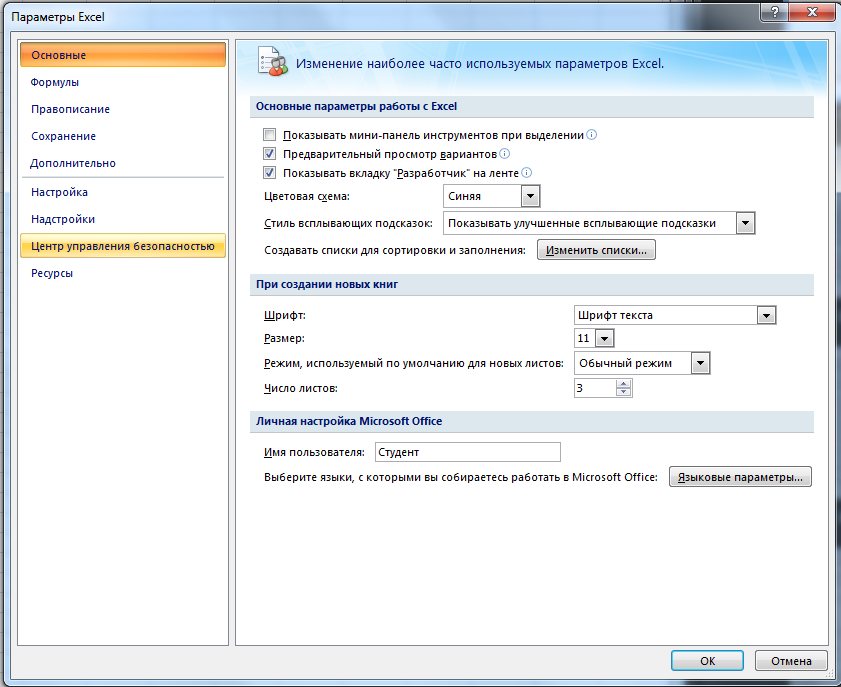 Параметры Excel
?
Основные
Формулы
Правописание
Сохранение
Дополнительно
Настройка
Надстройки
Центр управления безопасностью
Ресурсы
Изменение наиболее часто используемых параметров Excel.
Основные параметры работы с Excel
Показывать мини-панель инструментов при выделении
Предварительный просмотр вариантов
Показывать вкладку "Разработчик" на ленте
Цветовая схема: Синяя
Стиль всплывающих подсказок: Показывать улучшенные всплывающие подсказки
Создавать списки для сортировки и заполнения: Изменить списки...
При создании новых книг
Шрифт: Шрифт текста
Размер: 11
Режим, используемый по умолчанию для новых листов: Обычный режим
Число листов: 3
Личная настройка Microsoft Office
Имя пользователя: Студент
Выберите языки, с которыми вы собираетесь работать в Microsoft Office: Языковые параметры...
ОК Отмена